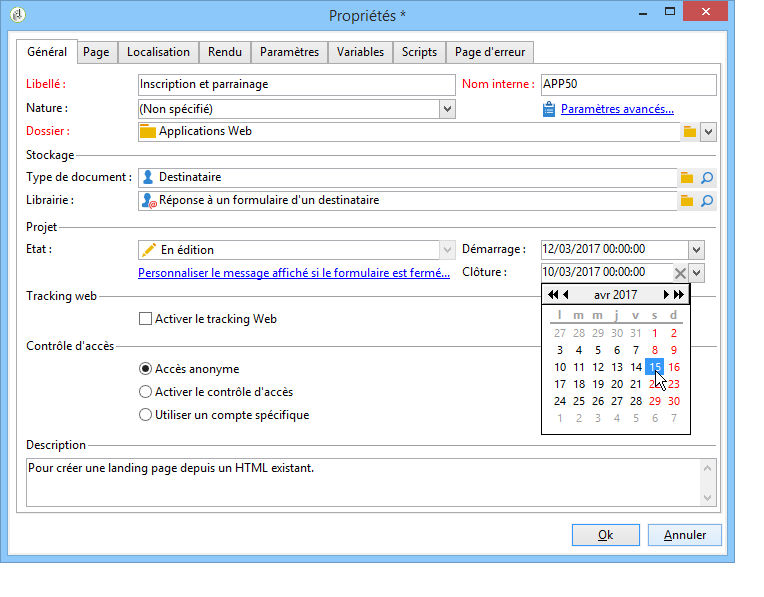 Propriétés *
Général Page Localisation Rendu Paramètres Variables Scripts Page d'erreur
Libellé : Inscription et parrainage Nom interne : APP50
Nature : (Non spécifié) Paramètres avancés...
Dossier : Applications Web
Stockage
Type de document : Destinataire
Librairie : Réponse à un formulaire d'un destinataire
Projet
Etat : En édition Démarrage : 12/03/2017 00:00:00
Personnaliser le message affiché si le formulaire est fermé... Clôture : 10/03/2017 00:00:00
Tracking web avr 2017
l m m j v s d
Activer le tracking Web
27 28 29 30 31 1 2
Contrôle d'accès 3 4 5 6 7 8 9
Accès anonyme 10 11 12 13 14 15 16
Activer le contrôle d'accès 17 18 19 20 21 23
24 25 26 27 28 29 30
Utiliser un compte spécifique 1 2 3 4 5 6 7
Description
Pour créer une landing page depuis un HTML existant.
Ok Annuler